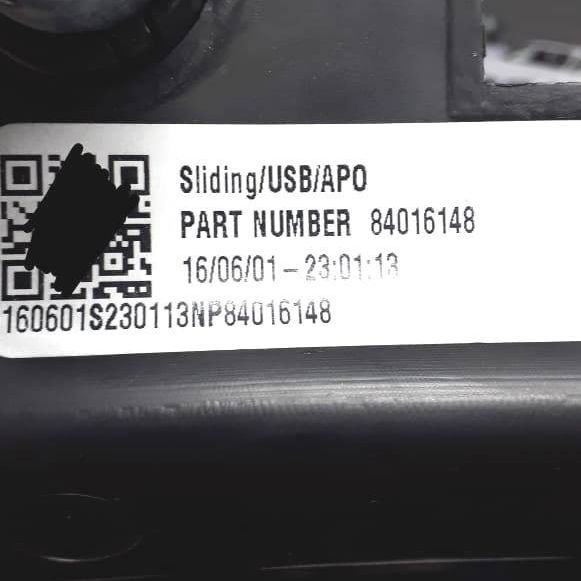 Sliding/USB/APO
PART NUMBER 84016148
16/06/01 – 23:01:13
160601S230113NP84016148